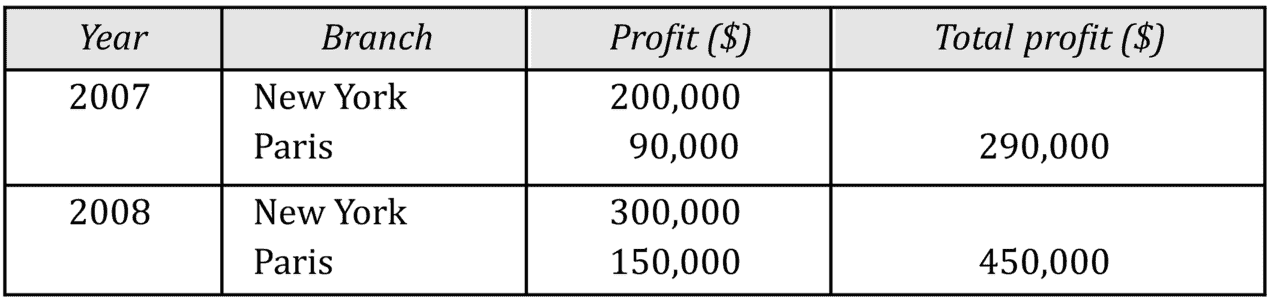 Year Branch Profit ($) Total profit ($)
2007 New York 200,000
Paris 90,000 290,000
2008 New York 300,000
Paris 150,000 450,000